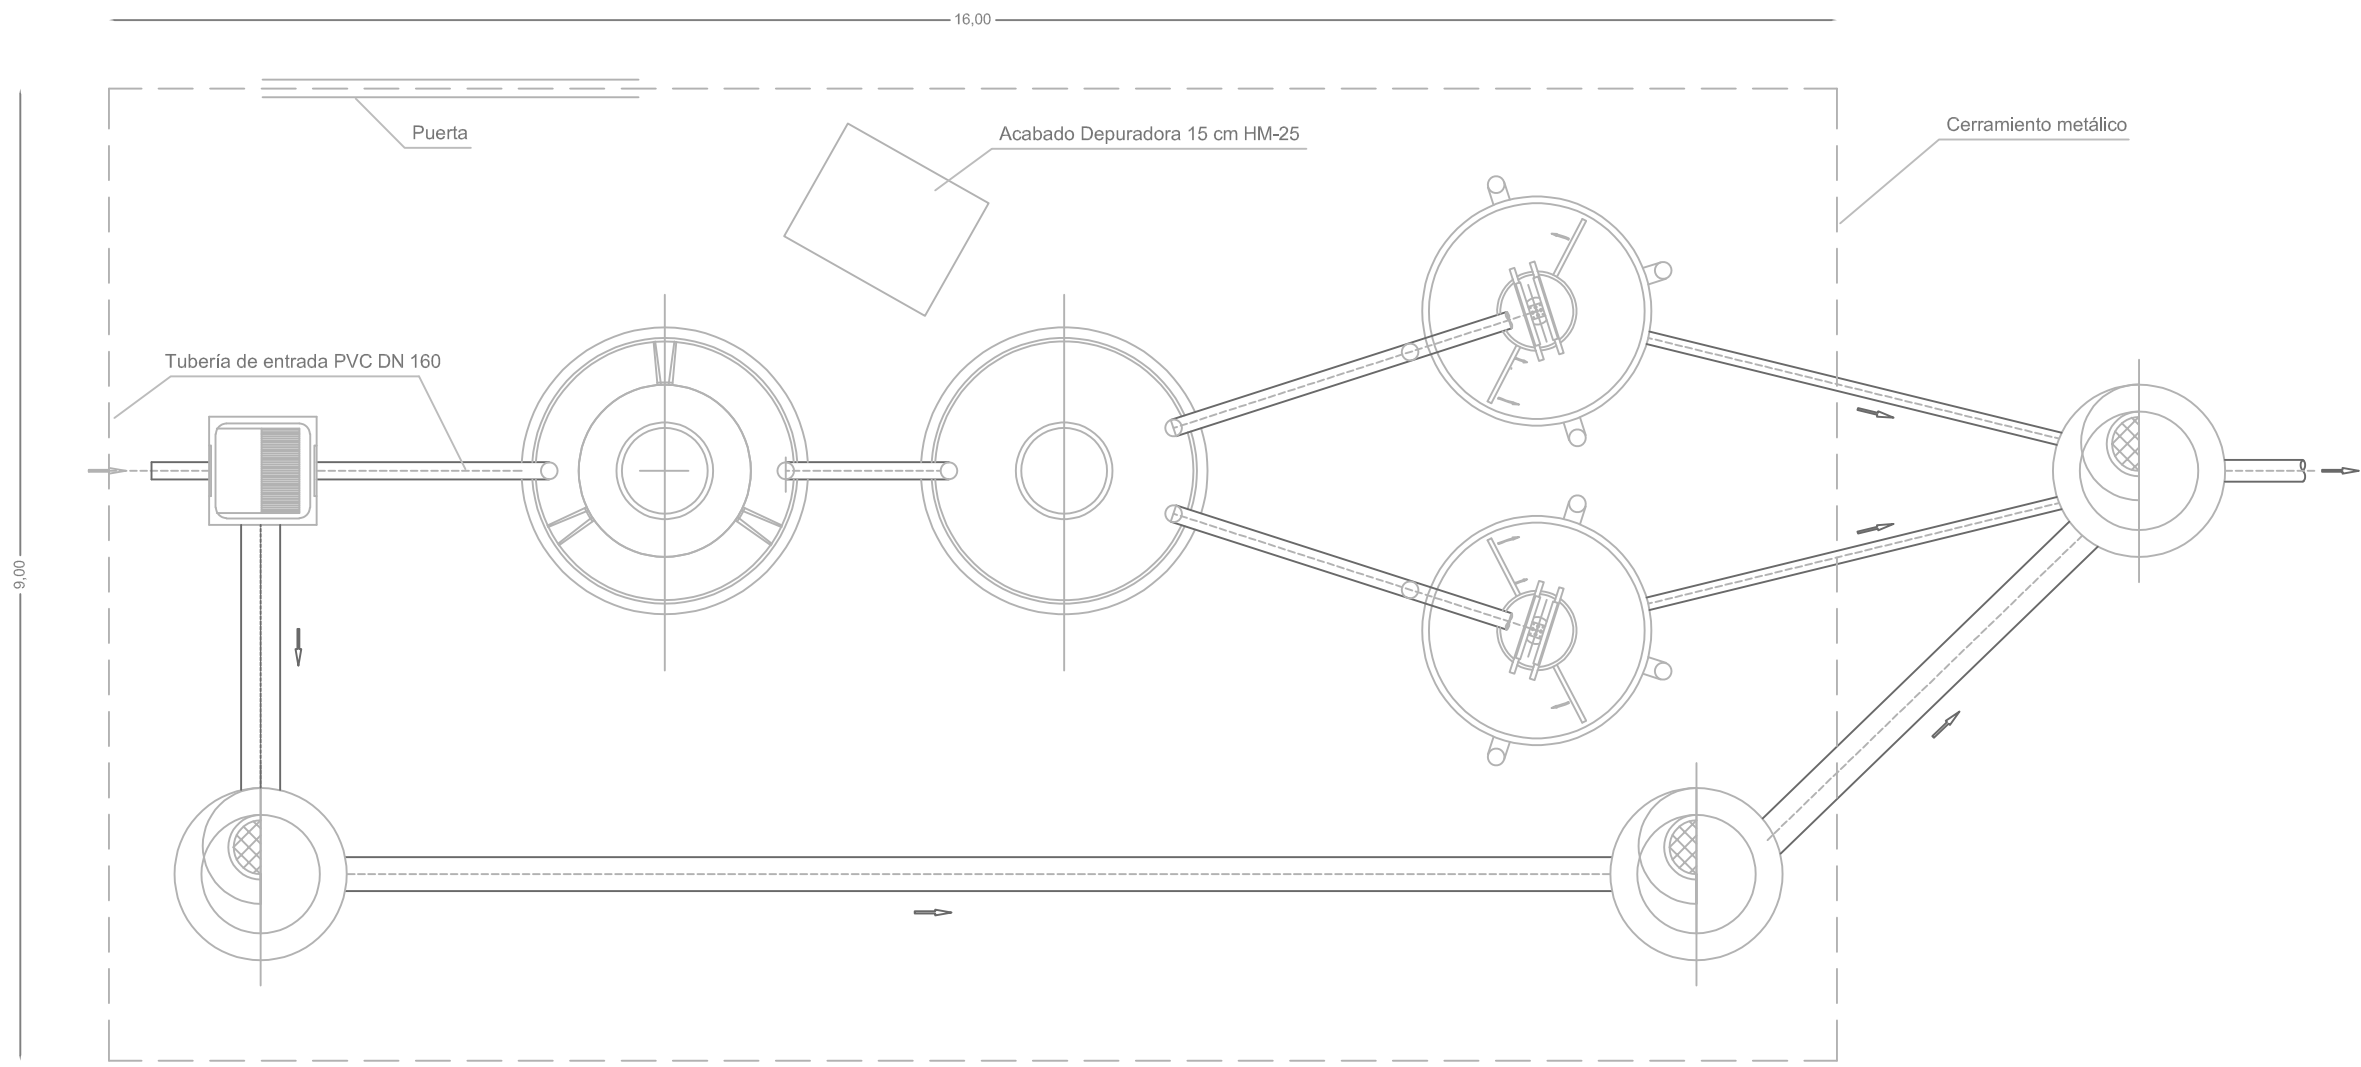 16,00
Puerta
Acabado Depuradora 15 cm HM-25
Cerramiento metálico
Tubería de entrada PVC DN 160
9,00